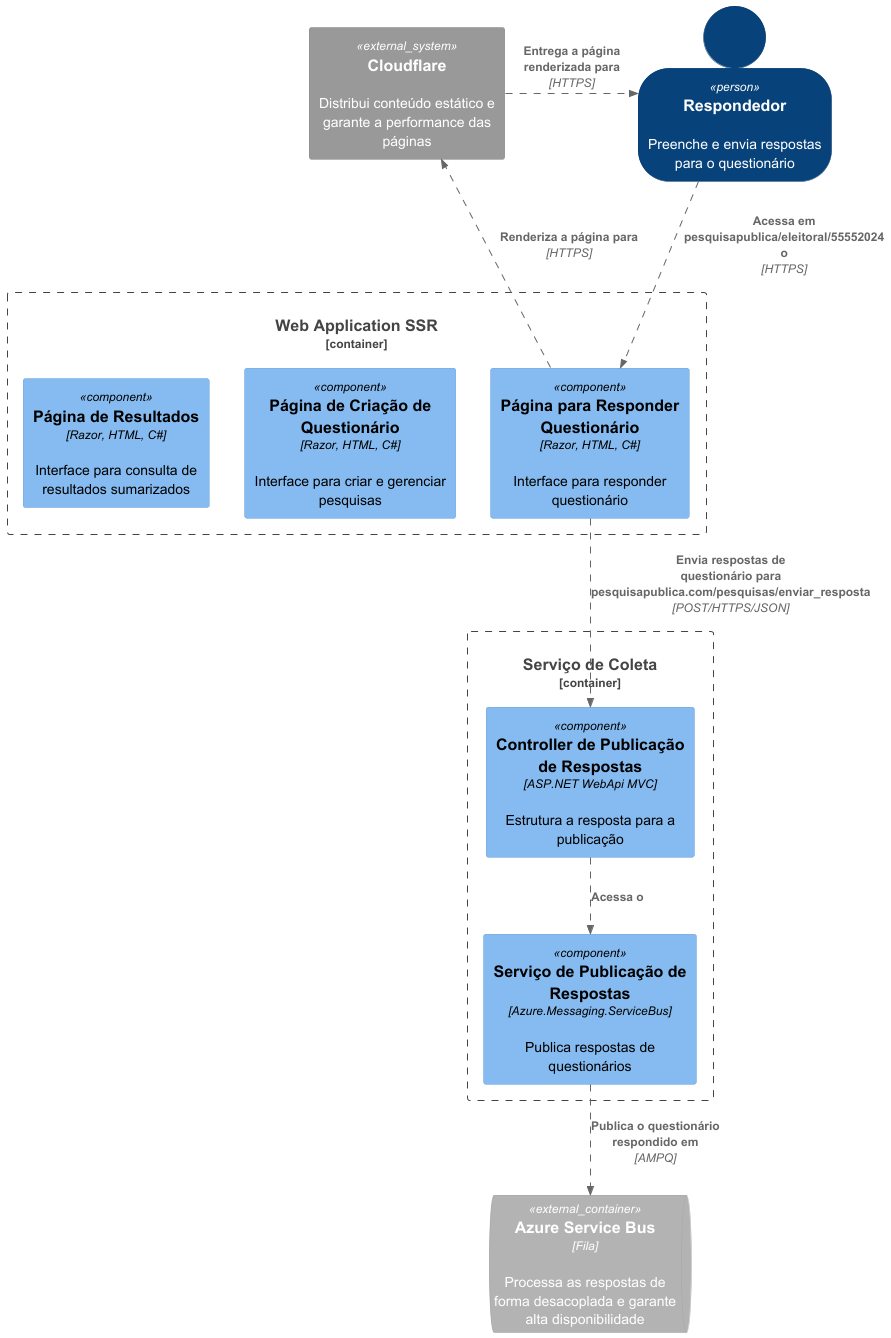 «external_system»
Cloudflare
Distribui conteúdo estático e
garante a performance das
páginas
Entrega a página
renderizada para
[HTTPS]
«person»
Respondedor
Preenche e envia respostas
para o questionário
Renderiza a página para
[HTTPS]
Acessa em
pesquisapublica/eleitoral/55552024
o
[HTTPS]
Web Application SSR
[container]
«component»
Página de Resultados
[Razor, HTML, C#]
Interface para consulta de
resultados sumarizados
«component»
Página de Criação de
Questionário
[Razor, HTML, C#]
Interface para criar e gerenciar
pesquisas
«component»
Página para Responder
Questionário
[Razor, HTML, C#]
Interface para responder
questionário
Envia respostas de
questionário para
pesquisapublica.com/pesquisas/enviar_resposta
[POST/HTTPS/JSON]
Serviço de Coleta
[container]
«component»
Controller de Publicação
de Respostas
[ASP.NET WebApi MVC]
Estrutura a resposta para a
publicação
Acessa o
«component»
Serviço de Publicação de
Respostas
[Azure.Messaging.ServiceBus]
Publica respostas de
questionários
Publica o questionário
respondido em
[AMPQ]
«external_container»
Azure Service Bus
[Fila]
Processa as respostas de
forma desacoplada e garante
alta disponibilidade